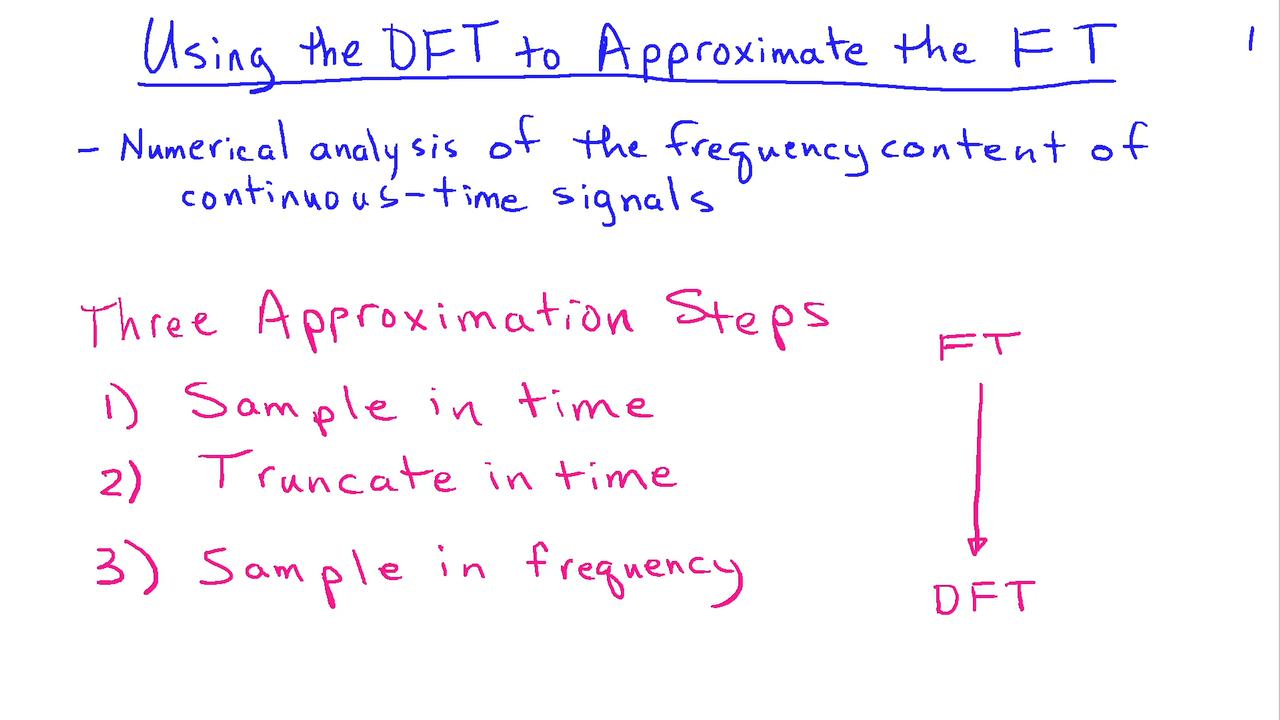 Using the DFT to Approximate the FT
1
- Numerical analysis of the frequency content of
continuous-time signals
Three Approximation Steps
FT
1) Sample in time
2) Truncate in time
3) Sample in frequency
DFT